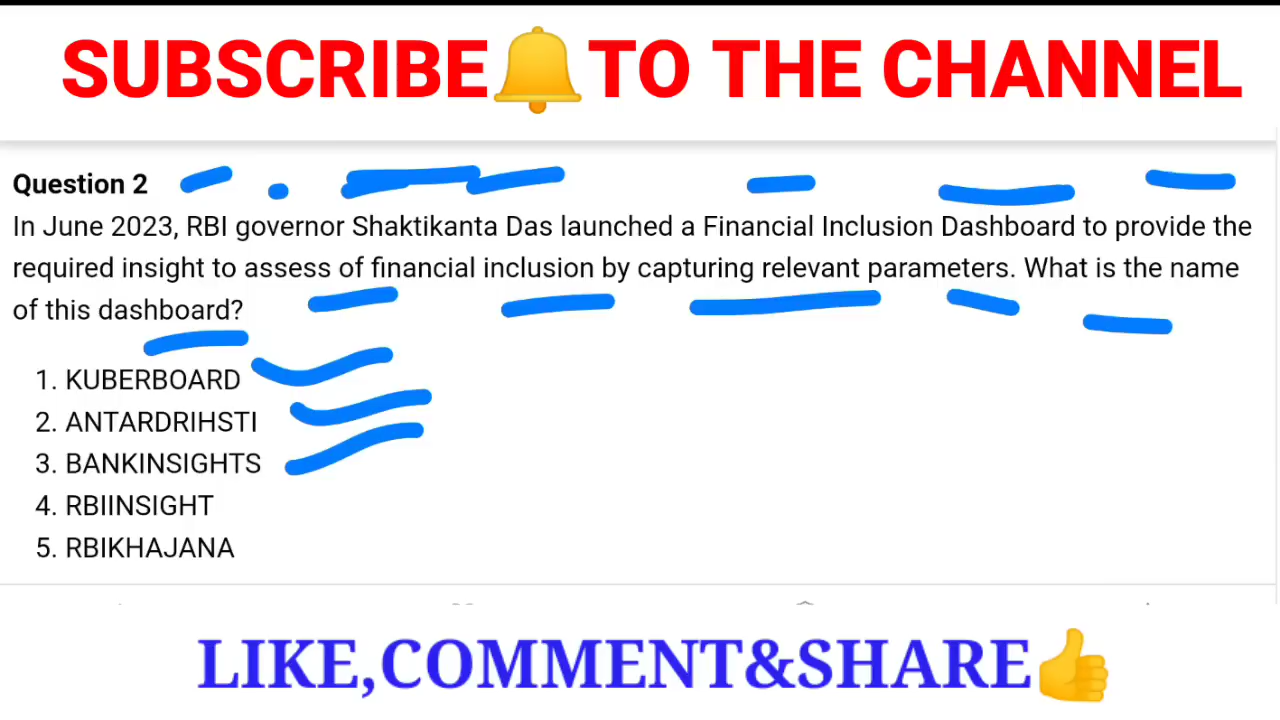 SUBSCRIBE🔔TO THE CHANNEL
Question 2
In June 2023, RBI governor Shaktikanta Das launched a Financial Inclusion Dashboard to provide the
required insight to assess of financial inclusion by capturing relevant parameters. What is the name
of this dashboard?
1. KUBERBOARD
2. ANTARDRIHSTI
3. BANKINSIGHTS
4. RBIINSIGHT
5. RBIKHAJANA
LIKE,COMMENT&SHARE👍